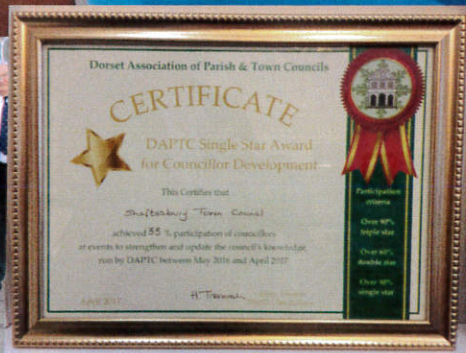 Dorset Association of Parish & Town Councils
CERTIFICATE
DAPTC Single Star Award
for Councillor Development
This Certifies that
Shaftesbury Town Council
achieved 55 % participation of councillors
at events to strengthen and update the council's knowledge,
run by DAPTC between May 2016 and April 2017
April 2017
Participation
criteria
Over 90%
triple star
Over 60%
double star
Over 30%
single star